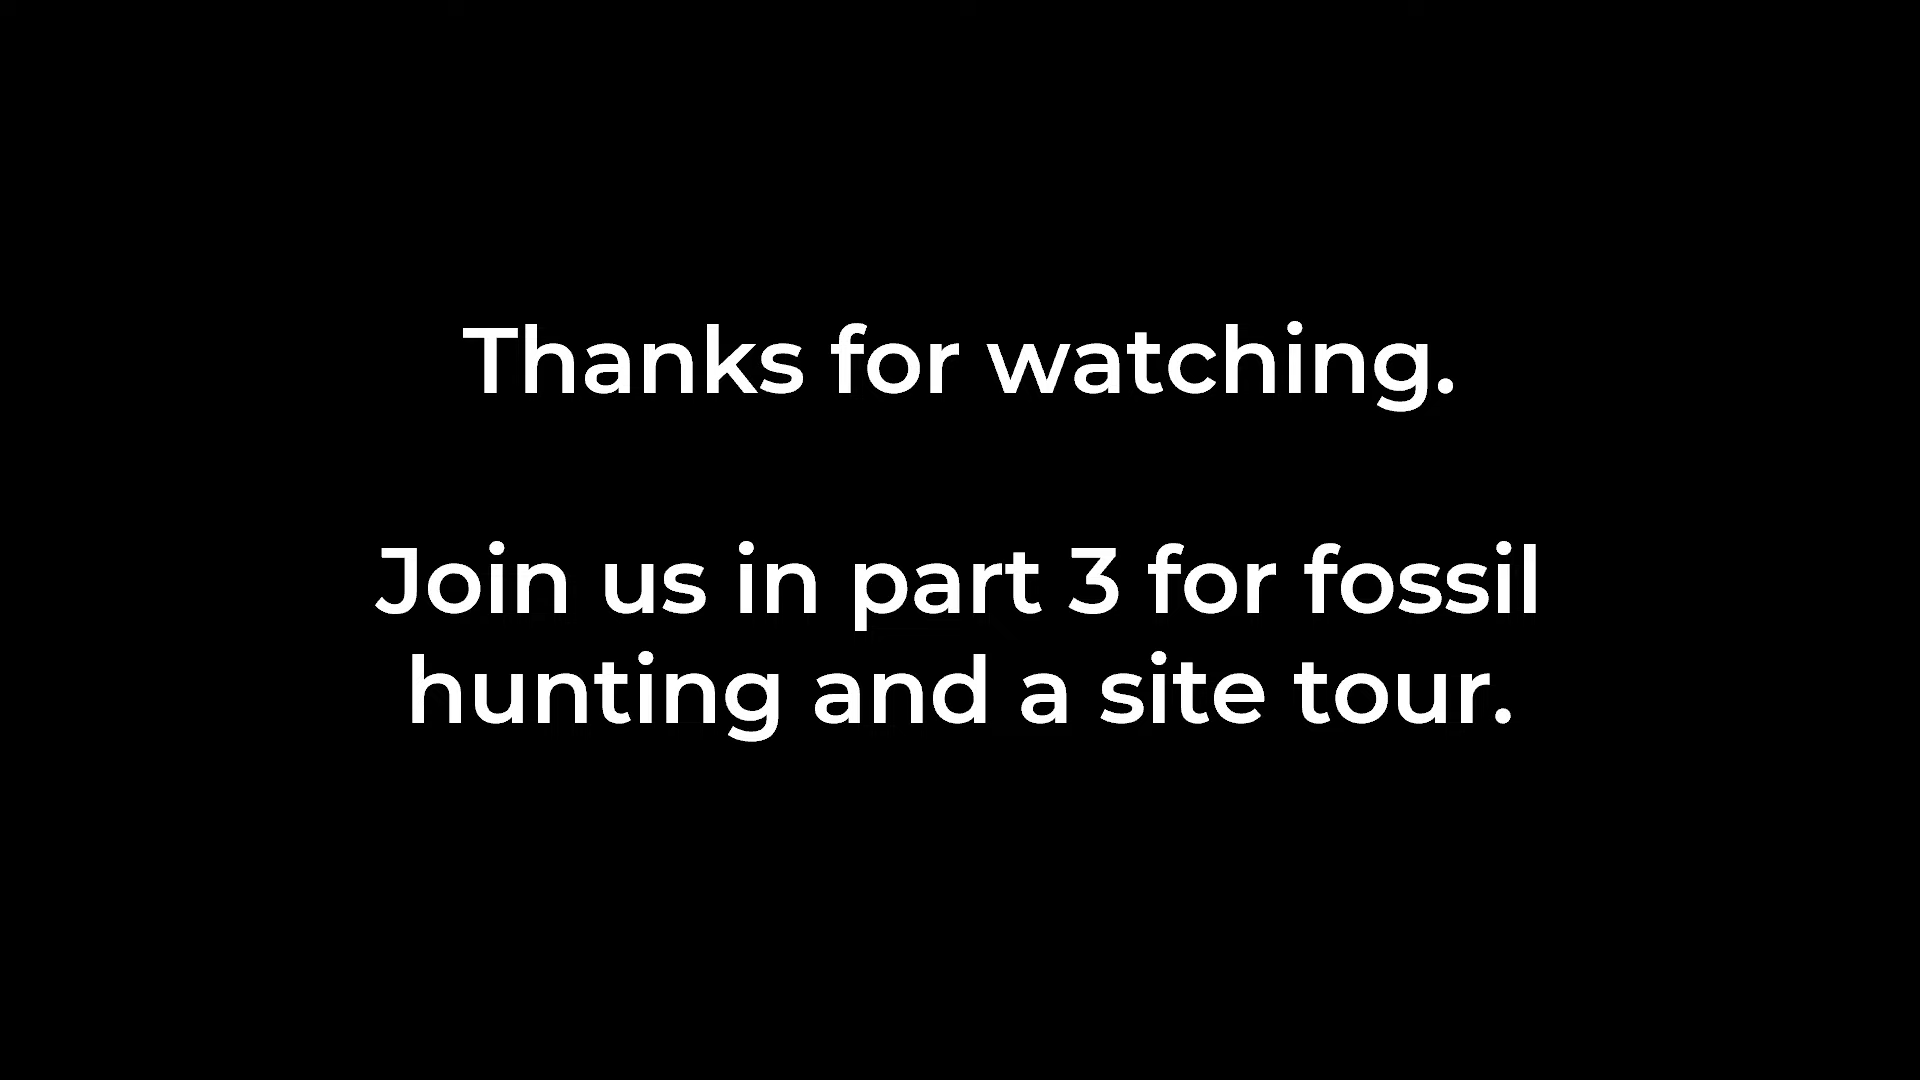 Thanks for watching.
Join us in part 3 for fossil
hunting and a site tour.